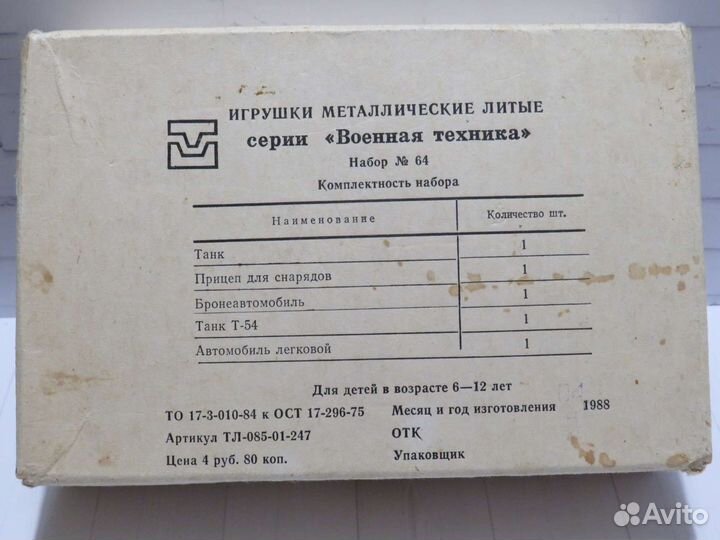 ИГРУШКИ МЕТАЛЛИЧЕСКИЕ ЛИТЫЕ
серии «Военная техника»
Набор № 64
Комплектность набора
Наименование Количество шт.
Танк 1
Прицеп для снарядов 1
Бронеавтомобиль 1
Танк Т-54 1
Автомобиль легковой 1
Для детей в возрасте 6—12 лет
ТО 17-3-010-84 к ОСТ 17-296-75 Месяц и год изготовления 1988
Артикул ТЛ-085-01-247 ОТК
Цена 4 руб. 80 коп. Упаковщик
Avito